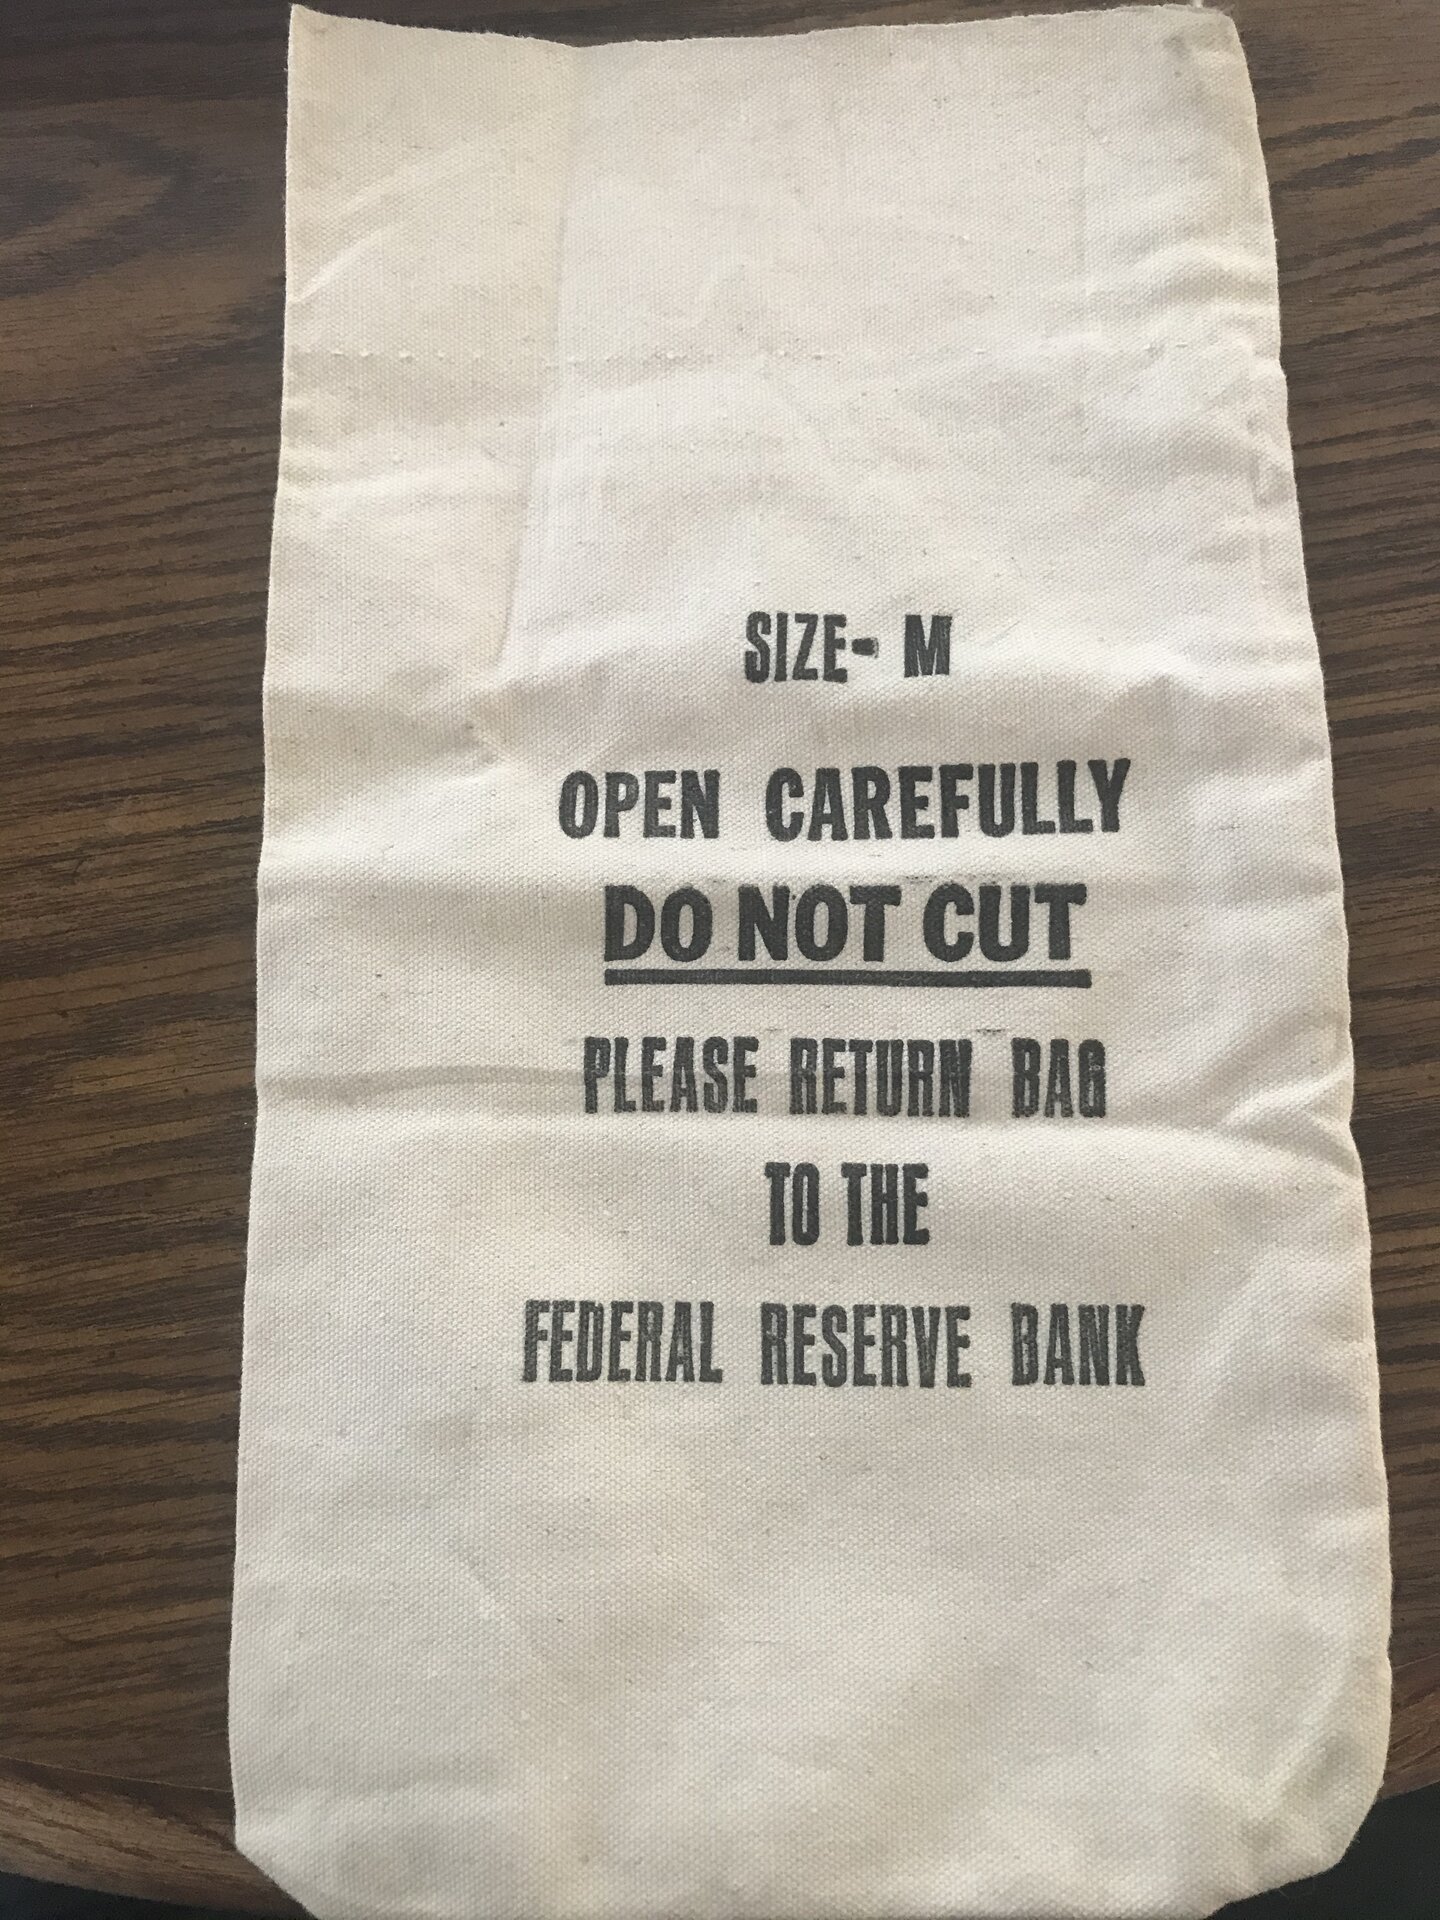 SIZE- M
OPEN CAREFULLY
DO NOT CUT
PLEASE RETURN BAG
TO THE
FEDERAL RESERVE BANK